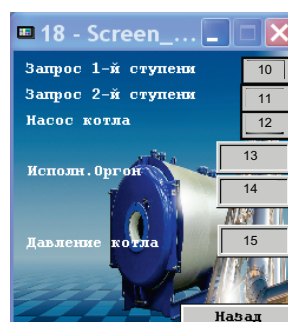 18 - Screen_...
Запрос 1-й ступени 10
Запрос 2-й ступени 11
Насос котла 12
13
Исполн.Оргон
14
Давление котла 15
Назад